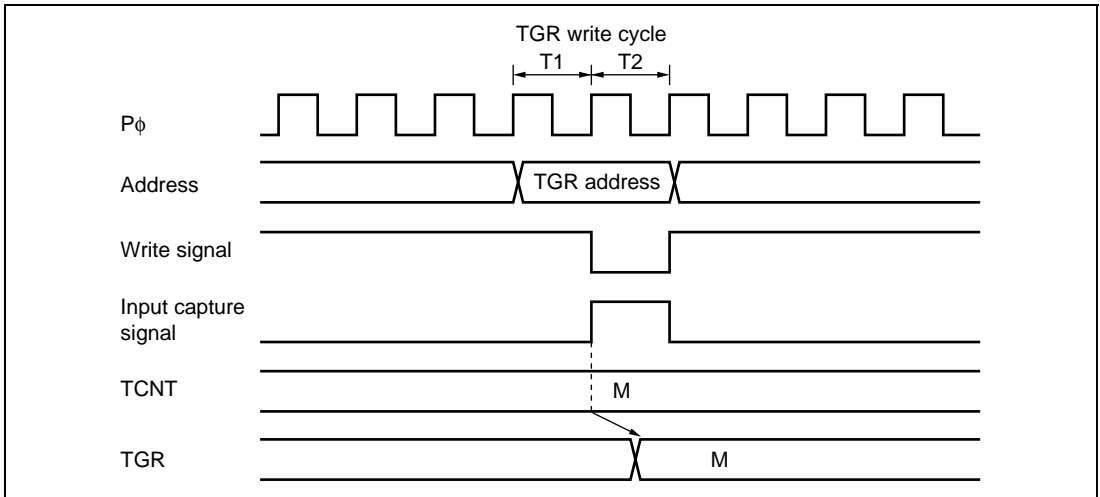 TGR write cycle
T1 T2
Pϕ
Address
TGR address
Write signal
Input capture
signal
TCNT
M
TGR
M